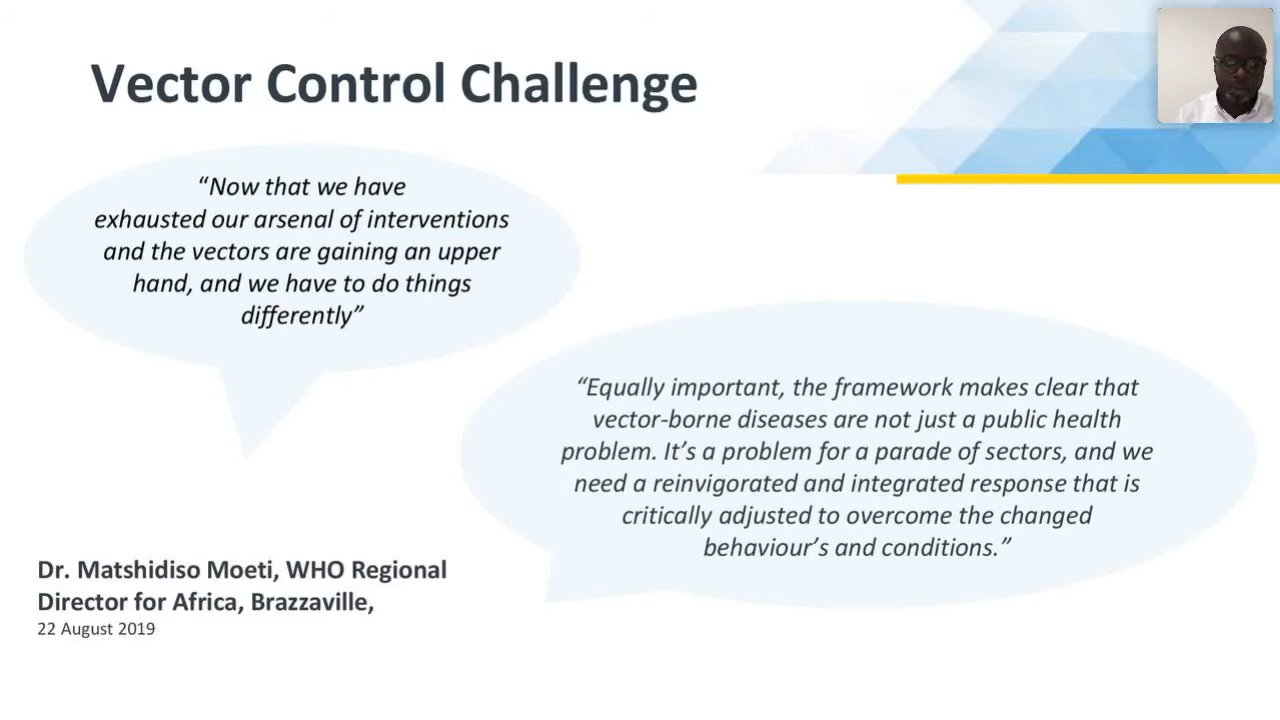 Vector Control Challenge
“Now that we have
exhausted our arsenal of interventions
and the vectors are gaining an upper
hand, and we have to do things
differently”
“Equally important, the framework makes clear that
vector-borne diseases are not just a public health
problem. It’s a problem for a parade of sectors, and we
need a reinvigorated and integrated response that is
critically adjusted to overcome the changed
behaviour’s and conditions.”
Dr. Matshidiso Moeti, WHO Regional
Director for Africa, Brazzaville,
22 August 2019